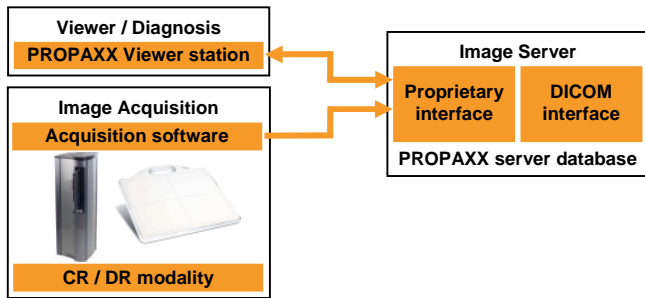 Viewer / Diagnosis
PROPAXX Viewer station
Image Acquisition
Acquisition software
CR / DR modality
Image Server
Proprietary
interface
DICOM
interface
PROPAXX server database